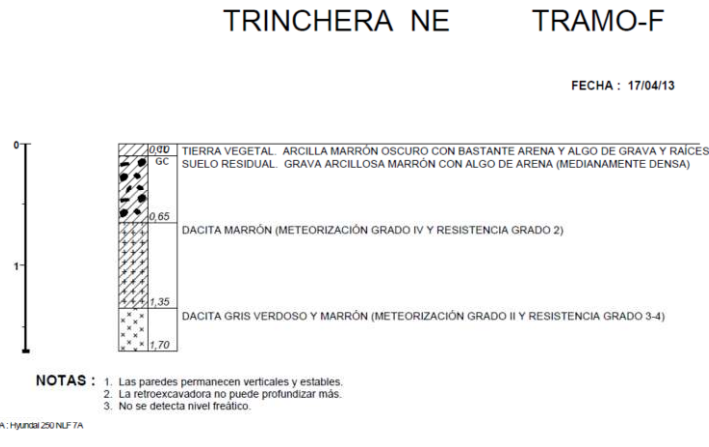 TRINCHERA NE TRAMO-F
FECHA : 17/04/13
0
0,10
TIERRA VEGETAL. ARCILLA MARRÓN OSCURO CON BASTANTE ARENA Y ALGO DE GRAVA Y RAÍCES
GC
SUELO RESIDUAL. GRAVA ARCILLOSA MARRÓN CON ALGO DE ARENA (MEDIANAMENTE DENSA)
0,65
DACITA MARRÓN (METEORIZACIÓN GRADO IV Y RESISTENCIA GRADO 2)
1
1,35
DACITA GRIS VERDOSO Y MARRÓN (METEORIZACIÓN GRADO II Y RESISTENCIA GRADO 3-4)
1,70
NOTAS : 1. Las paredes permanecen verticales y estables.
2. La retroexcavadora no puede profundizar más.
3. No se detecta nivel freático.
A : Hyundai 250 NLF 7A